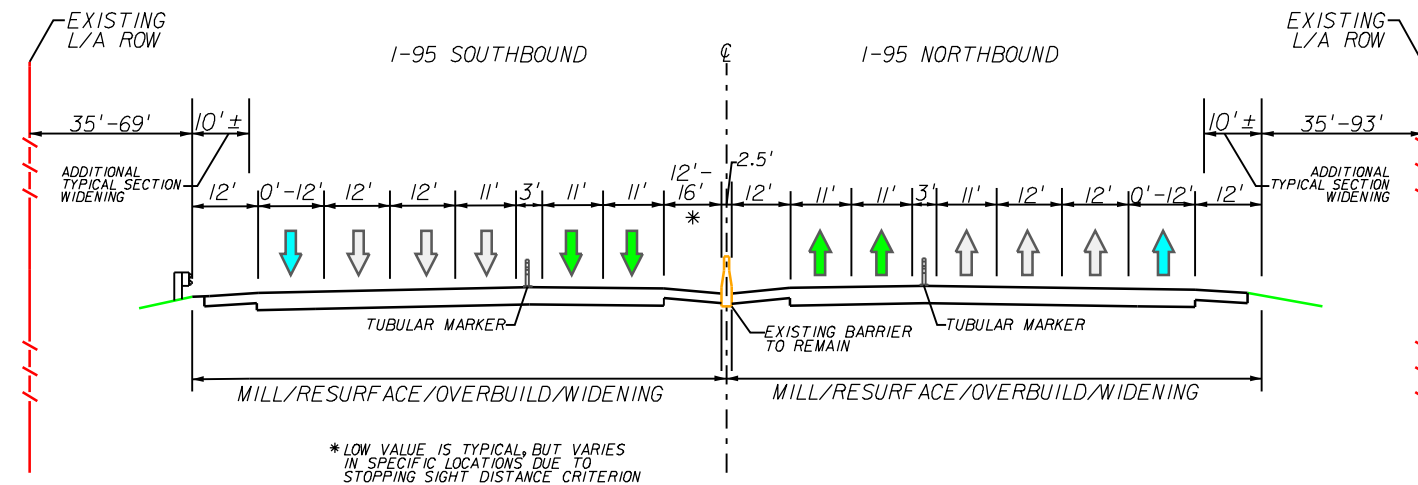 EXISTING
L/A ROW
I-95 SOUTHBOUND
℄
I-95 NORTHBOUND
EXISTING
L/A ROW
35'-69'
10'±
10'±
35'-93'
ADDITIONAL
TYPICAL SECTION
WIDENING
ADDITIONAL
TYPICAL SECTION
WIDENING
12'
0'-12'
12'
12'
11'
3'
11'
11'
12'-
16'
*
2.5'
12'
11'
11'
3'
11'
12'
12'
0'-12'
12'
TUBULAR MARKER
EXISTING BARRIER
TO REMAIN
TUBULAR MARKER
MILL/RESURFACE/OVERBUILD/WIDENING
MILL/RESURFACE/OVERBUILD/WIDENING
* LOW VALUE IS TYPICAL, BUT VARIES
IN SPECIFIC LOCATIONS DUE TO
STOPPING SIGHT DISTANCE CRITERION